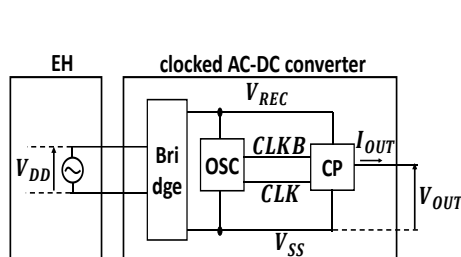 EH
clocked AC-DC converter
V_REC
I_OUT
V_DD
Bri
dge
OSC
CLKB
CLK
CP
V_OUT
V_SS